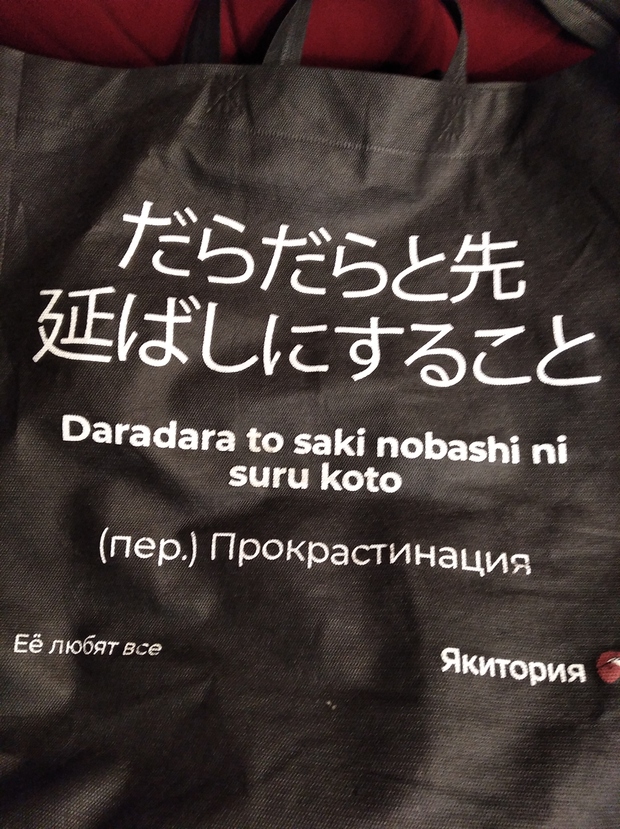 だらだらと先
延ばしにすること
Daradara to saki nobashi ni
suru koto
(пер.) Прокрастинация
Её любят все
Якитория